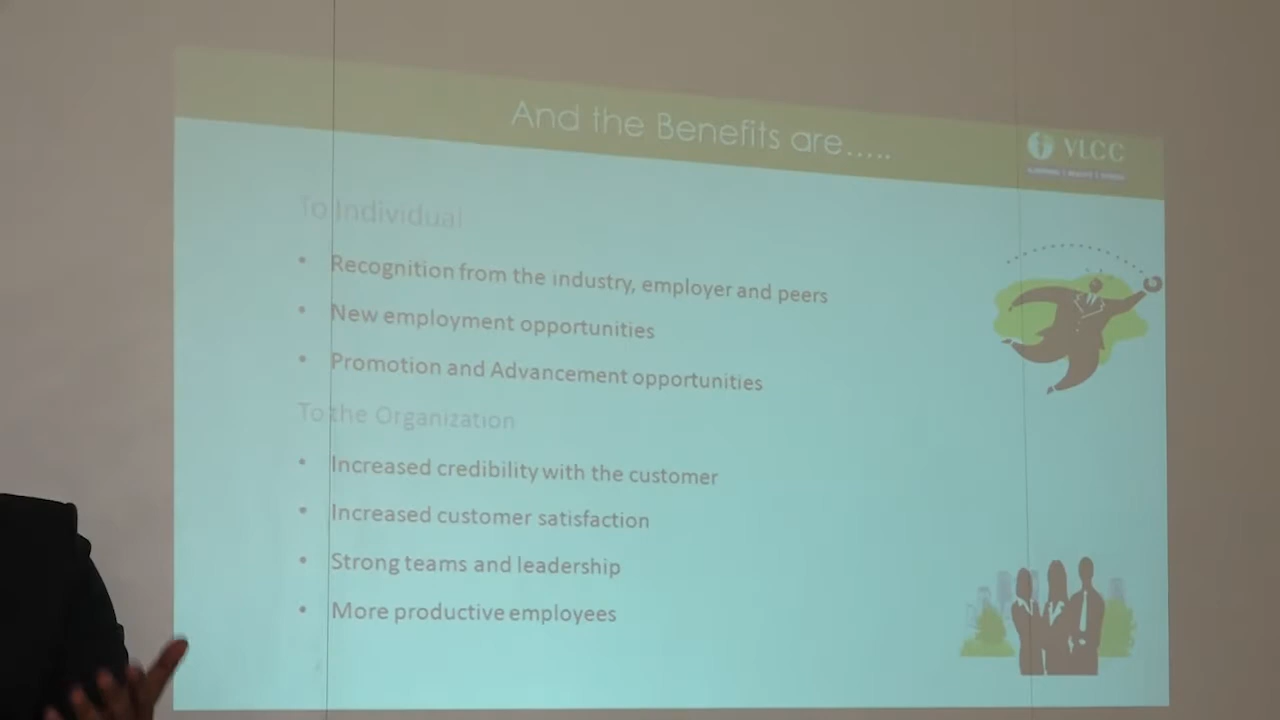 And the Benefits are.....
VLCC
To Individual
• Recognition from the industry, employer and peers
• New employment opportunities
• Promotion and Advancement opportunities
To the Organization
• Increased credibility with the customer
• Increased customer satisfaction
• Strong teams and leadership
• More productive employees